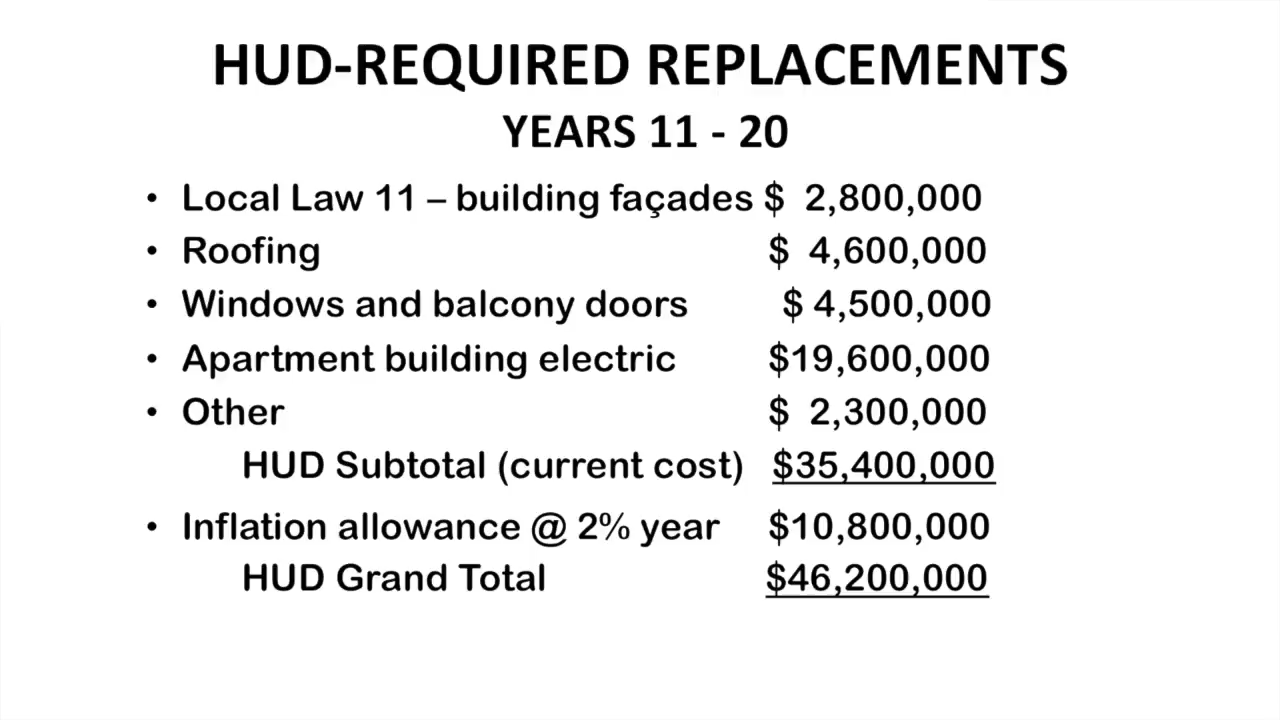 HUD-REQUIRED REPLACEMENTS
YEARS 11 - 20
• Local Law 11 – building façades $ 2,800,000
• Roofing $ 4,600,000
• Windows and balcony doors $ 4,500,000
• Apartment building electric $19,600,000
• Other $ 2,300,000
HUD Subtotal (current cost) $35,400,000
• Inflation allowance @ 2% year $10,800,000
HUD Grand Total $46,200,000